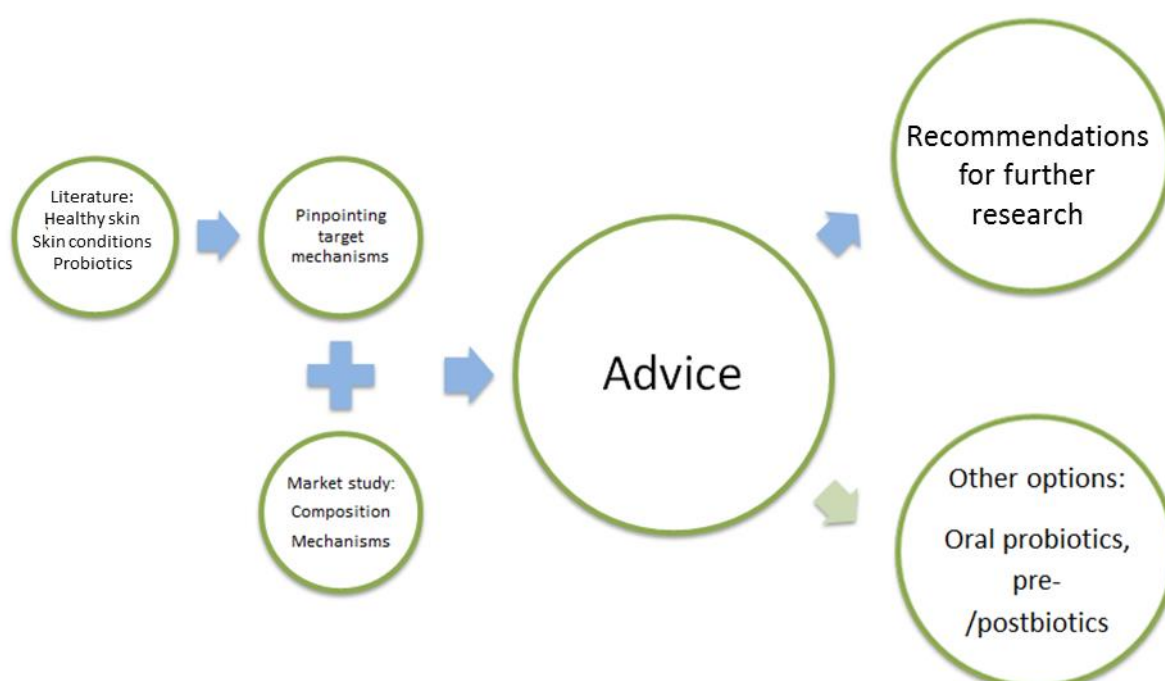 Literature:
Healthy skin
Skin conditions
Probiotics
Pinpointing
target
mechanisms
Market study:
Composition
Mechanisms
Advice
Recommendations
for further
research
Other options:
Oral probiotics,
pre-
/postbiotics